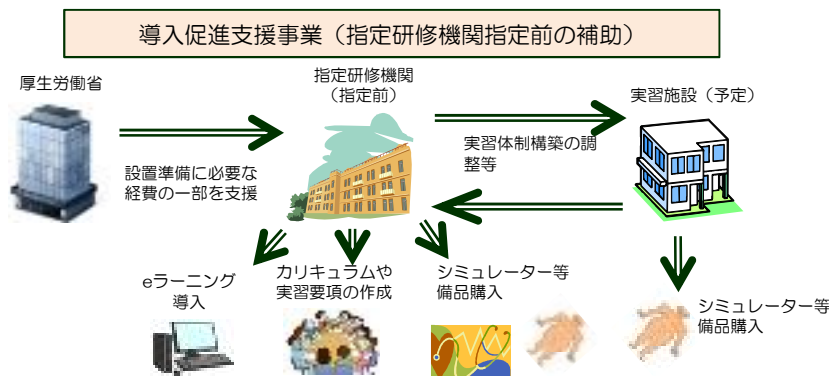 導入促進支援事業（指定研修機関指定前の補助）
厚生労働省
指定研修機関
（指定前）
実習施設（予定）
設置準備に必要な
経費の一部を支援
実習体制構築の調
整等
eラーニング
導入
カリキュラムや
実習要項の作成
シミュレーター等
備品購入
シミュレーター等
備品購入